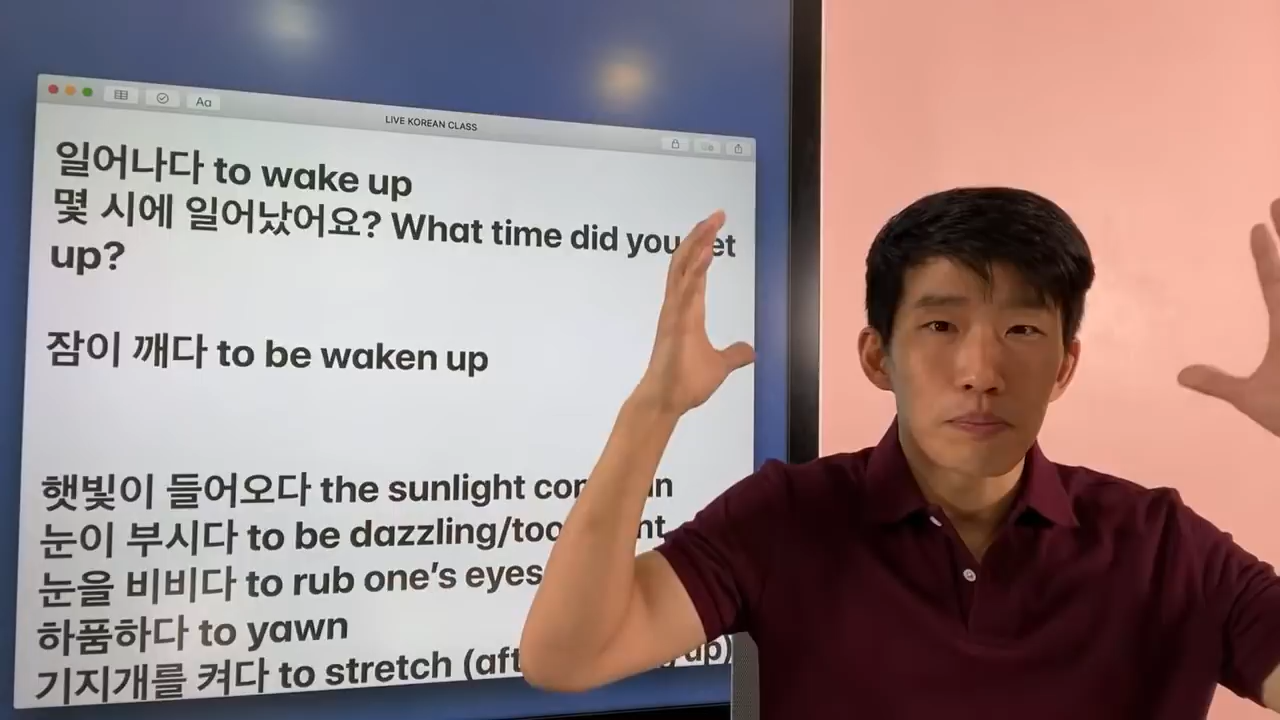 Aa
LIVE KOREAN CLASS
일어나다 to wake up
몇 시에 일어났어요? What time did you
up?
잠이 깨다 to be waken up
햇빛이 들어오다 the sunlight
눈이 부시다 to be dazzling/too
눈을 비비다 to rub one's eyes
하품하다 to yawn
기지개를 켜다 to stretch up)